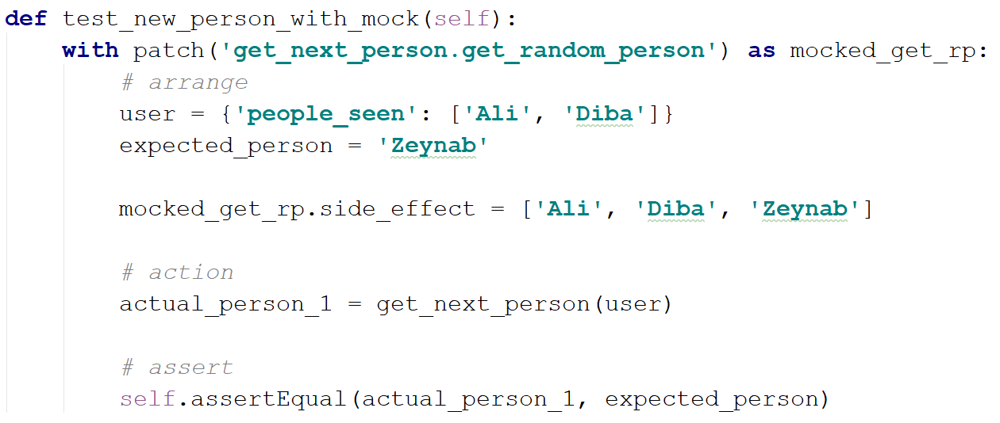 def test_new_person_with_mock(self):
    with patch('get_next_person.get_random_person') as mocked_get_rp:
        # arrange
        user = {'people_seen': ['Ali', 'Diba']}
        expected_person = 'Zeynab'

        mocked_get_rp.side_effect = ['Ali', 'Diba', 'Zeynab']

        # action
        actual_person_1 = get_next_person(user)

        # assert
        self.assertEqual(actual_person_1, expected_person)